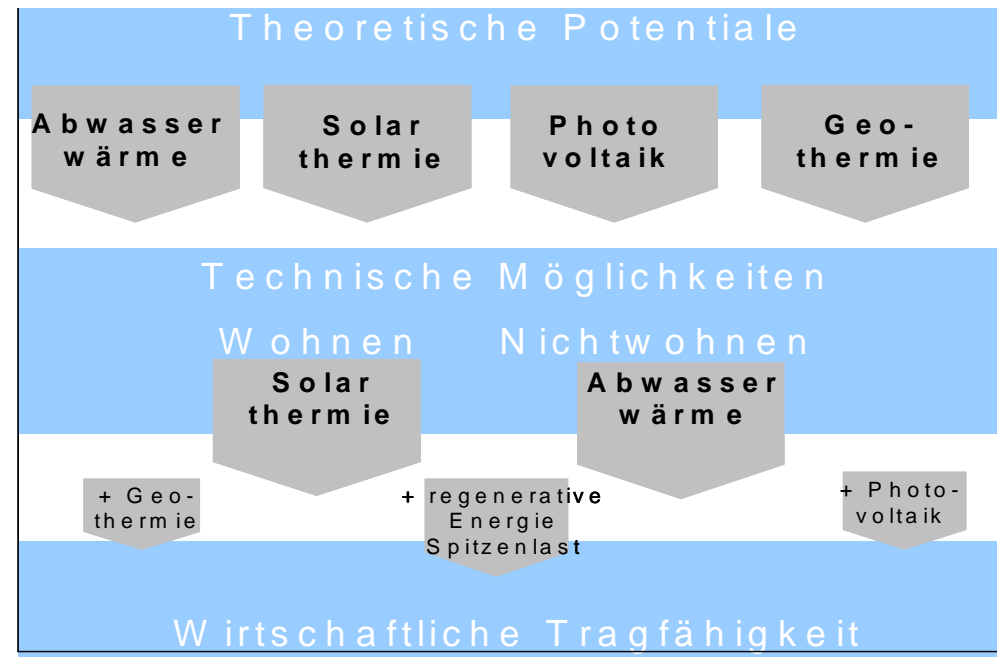 Theoretische Potentiale
Abwasser
wärme
Solar
thermie
Photo
voltaik
Geo-
thermie
Technische Möglichkeiten
Wohnen
Nichtwohnen
Solar
thermie
Abwasser
wärme
+ Geo-
thermie
+ regenerative
Energie
Spitzenlast
+ Photo-
voltaik
Wirtschaftliche Tragfähigkeit